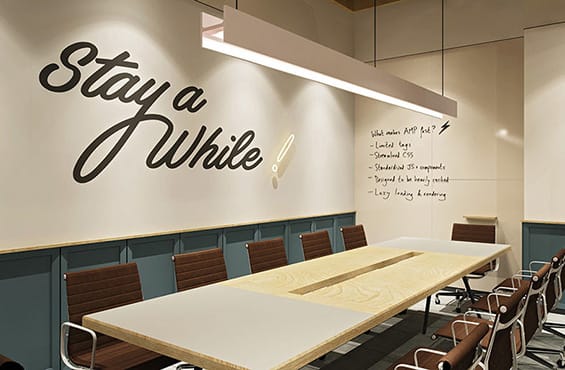 Stay a
While!
What makes AMP fast?
- Limited tags
- Streamlined CSS
- Standardised JS + components
- Designed to be heavily cached
- Lazy loading & rendering